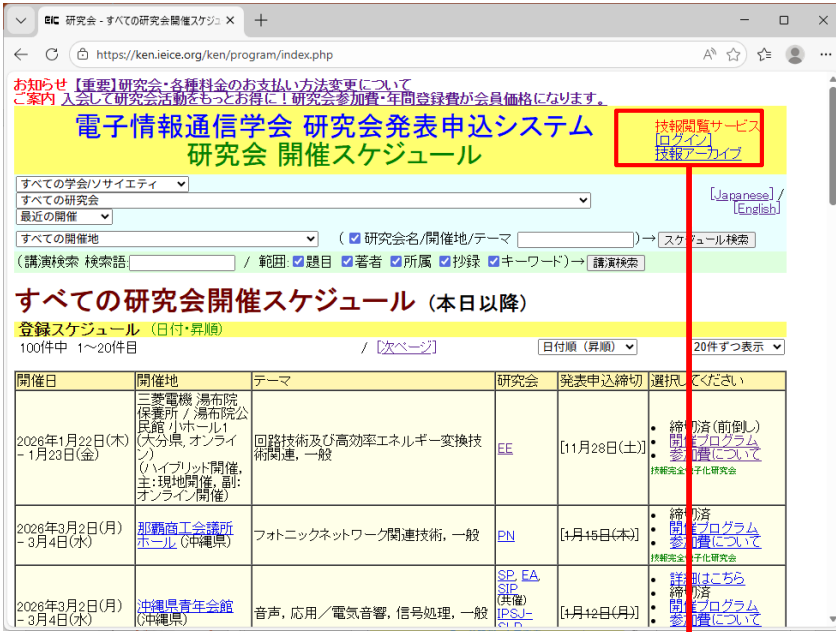 EiC 研究会 - すべての研究会開催スケジュ
https://ken.ieice.org/ken/program/index.php
お知らせ 【重要】研究会・各種料金のお支払い方法変更について
ご案内 入会して研究会活動をもっとお得に！研究会参加費・年間登録費が会員価格になります。
電子情報通信学会 研究会発表申込システム
研究会 開催スケジュール
技報閲覧サービス
[ログイン]
技報アーカイブ
すべての学会/ソサイエティ
すべての研究会
[Japanese] /
[English]
最近の開催
すべての開催地 (研究会名/開催地/テーマ )→ スケジュール検索
(講演検索 検索語: / 範囲:題目 著者 所属 抄録 キーワード)→ 講演検索
すべての研究会開催スケジュール (本日以降)
登録スケジュール (日付・昇順)
100件中 1～20件目 / [次ページ] 日付順 (昇順) 20件ずつ表示
開催日 開催地 テーマ 研究会 発表申込締切 選択してください
2026年1月22日(木)
- 1月23日(金)
三菱電機 湯布院
保養所 / 湯布院公
民館 小ホール1
(大分県, オンライ
ン)
(ハイブリッド開催,
主:現地開催, 副:
オンライン開催)
回路技術及び高効率エネルギー変換技
術関連, 一般
EE
[11月28日(土)]
締切済(前倒し)
開催プログラム
参加費について
技報完全電子化研究会
2026年3月2日(月)
- 3月4日(水)
那覇商工会議所
ホール (沖縄県)
フォトニックネットワーク関連技術, 一般
PN
[1月15日(木)]
締切済
開催プログラム
参加費について
技報完全電子化研究会
2026年3月2日(月)
- 3月4日(水)
沖縄県青年会館
(沖縄県)
音声, 応用／電気音響, 信号処理, 一般
SP, EA,
SIP
(共催)
IPSJ-
SLP
[1月12日(月)]
詳細はこちら
締切済
開催プログラム
参加費について